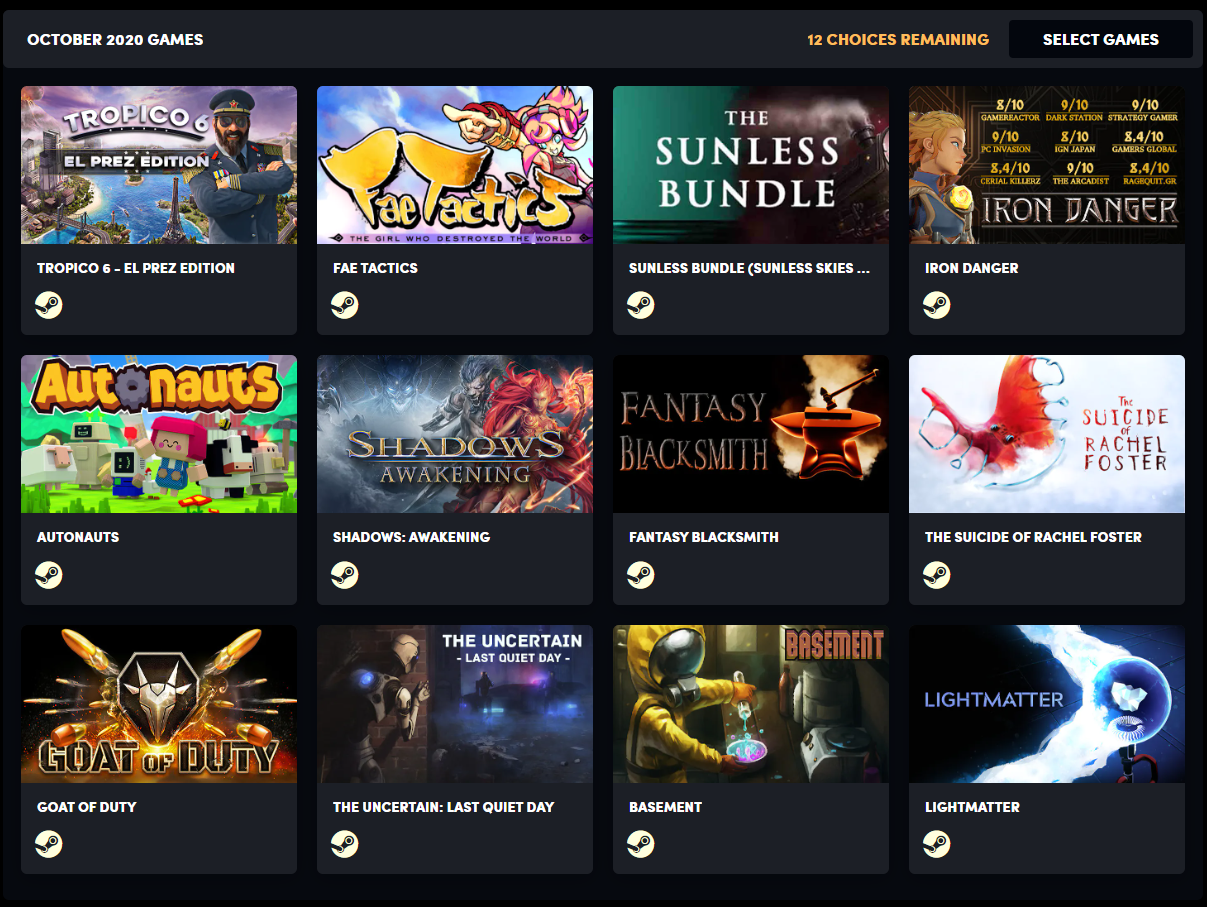 OCTOBER 2020 GAMES
12 CHOICES REMAINING
SELECT GAMES
TROPICO 6
EL PREZ EDITION
TROPICO 6 - EL PREZ EDITION
Fae Tactics
THE GIRL WHO DESTROYED THE WORLD
FAE TACTICS
THE
SUNLESS
BUNDLE
SUNLESS BUNDLE (SUNLESS SKIES ...
8/10 9/10 9/10
GAMEREACTOR DARK STATION STRATEGY GAMER
9/10 8/10 8,4/10
PC INVASION IGN JAPAN GAMERS GLOBAL
8,4/10 9/10 8,4/10
CERIAL KILLERZ THE ARCADIST RAGEQUIT.GR
IRON DANGER
IRON DANGER
Autonauts
AUTONAUTS
SHADOWS
AWAKENING
SHADOWS: AWAKENING
FANTASY
BLACKSMITH
FANTASY BLACKSMITH
The
SUICIDE
of
RACHEL
FOSTER
THE SUICIDE OF RACHEL FOSTER
GOAT OF DUTY
GOAT OF DUTY
THE UNCERTAIN
- LAST QUIET DAY -
THE UNCERTAIN: LAST QUIET DAY
BASEMENT
BASEMENT
LIGHTMATTER
LIGHTMATTER